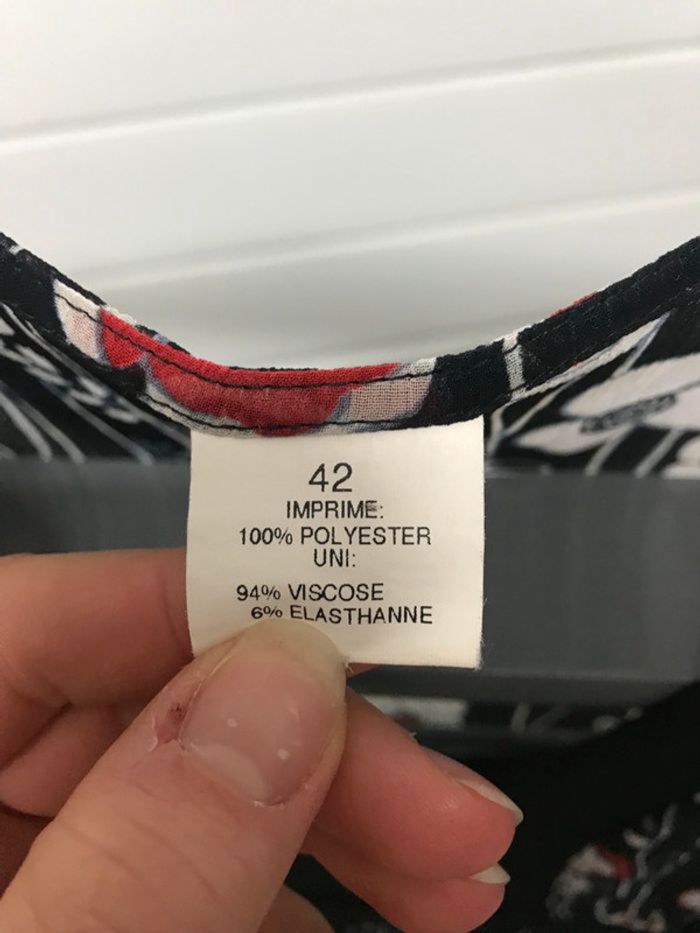 42
IMPRIME:
100% POLYESTER
UNI:
94% VISCOSE
6% ELASTHANNE